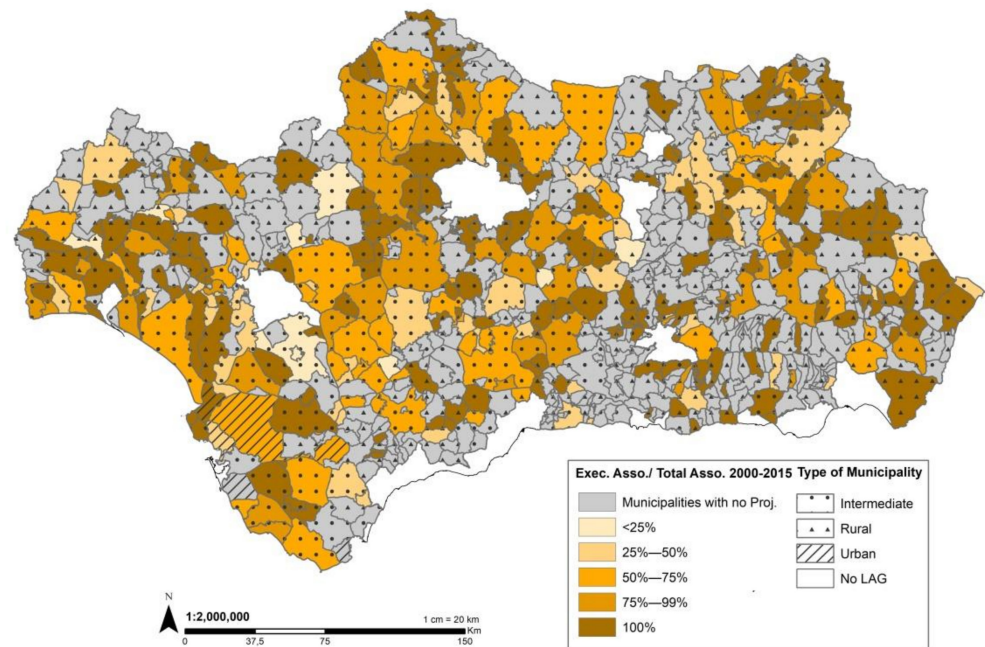 Exec. Asso./ Total Asso. 2000-2015 Type of Municipality
Municipalities with no Proj.
<25%
25%—50%
50%—75%
75%—99%
100%
Intermediate
Rural
Urban
No LAG
N
1:2,000,000
1 cm = 20 km
Km
0 37,5 75 150